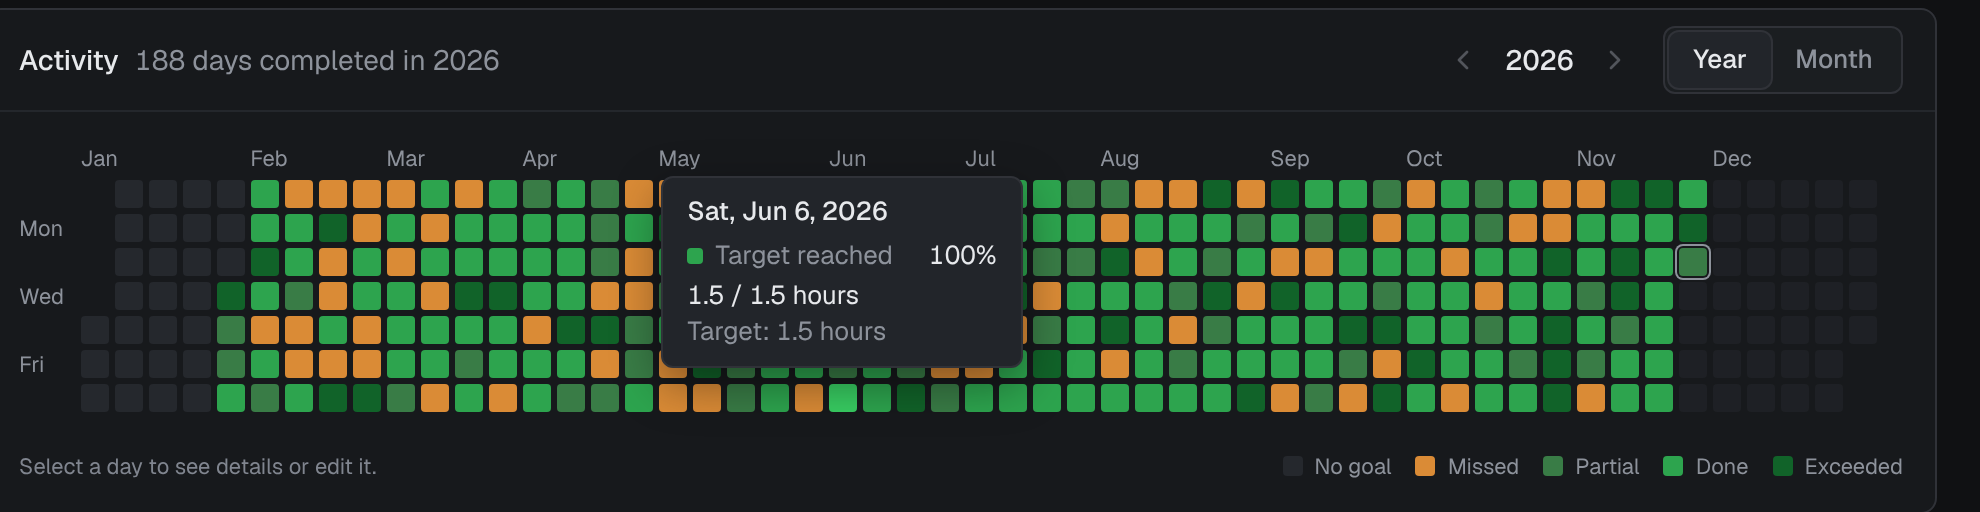 Activity 188 days completed in 2026
2026
Year Month
Jan Feb Mar Apr May Jun Jul Aug Sep Oct Nov Dec
Mon
Wed
Fri
Sat, Jun 6, 2026
Target reached 100%
1.5 / 1.5 hours
Target: 1.5 hours
Select a day to see details or edit it.
No goal Missed Partial Done Exceeded